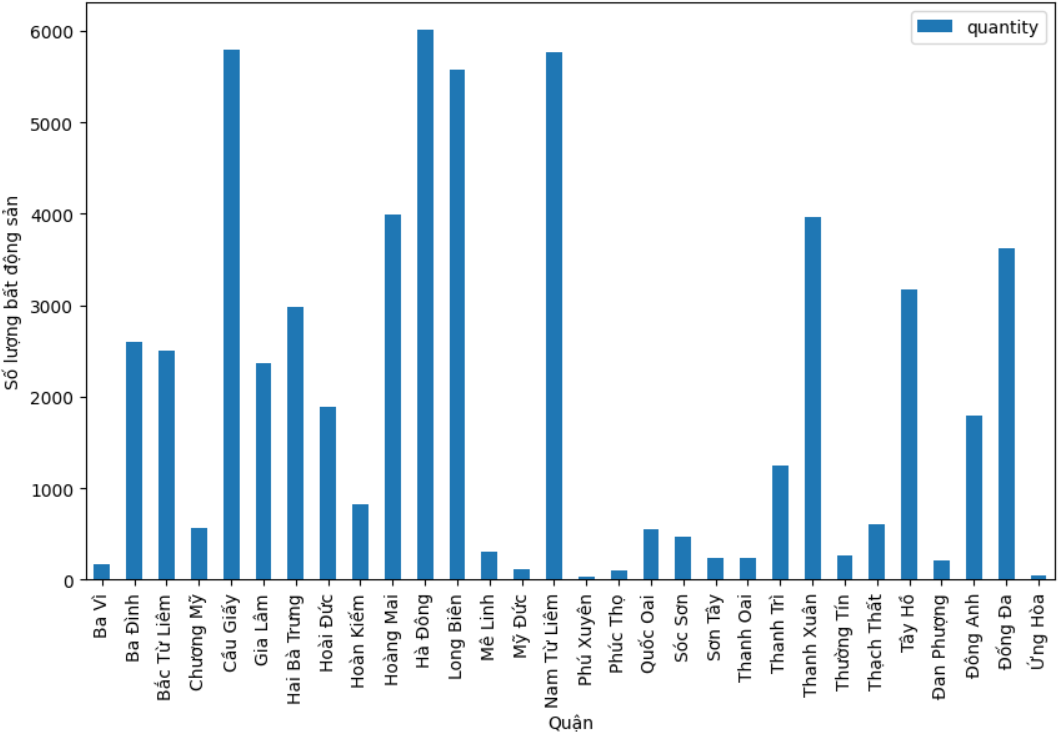 quantity
Số lượng bất động sản
6000
5000
4000
3000
2000
1000
0
Ba Vì
Ba Đình
Bắc Từ Liêm
Chương Mỹ
Cầu Giấy
Gia Lâm
Hai Bà Trưng
Hoài Đức
Hoàn Kiếm
Hoàng Mai
Hà Đông
Long Biên
Mê Linh
Mỹ Đức
Nam Từ Liêm
Phú Xuyên
Phúc Thọ
Quốc Oai
Sóc Sơn
Sơn Tây
Thanh Oai
Thanh Trì
Thanh Xuân
Thường Tín
Thạch Thất
Tây Hồ
Đan Phượng
Đông Anh
Đống Đa
Ứng Hòa
Quận